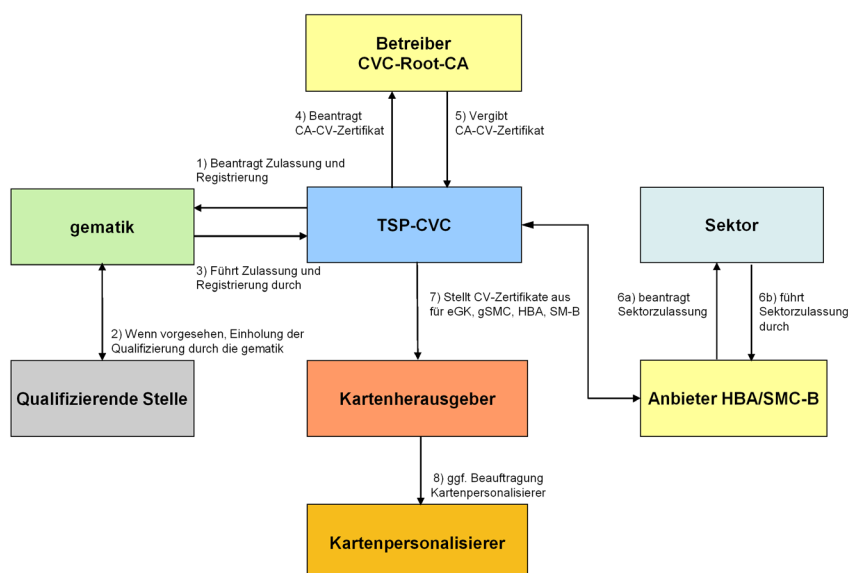 Betreiber
CVC-Root-CA
4) Beantragt
CA-CV-Zertifikat
5) Vergibt
CA-CV-Zertifikat
1) Beantragt Zulassung und
Registrierung
gematik
TSP-CVC
Sektor
3) Führt Zulassung und
Registrierung durch
7) Stellt CV-Zertifikate aus
für eGK, gSMC, HBA, SM-B
6a) beantragt
Sektorzulassung
6b) führt
Sektorzulassung
durch
2) Wenn vorgesehen, Einholung der
Qualifizierung durch die gematik
Qualifizierende Stelle
Kartenherausgeber
Anbieter HBA/SMC-B
8) ggf. Beauftragung
Kartenpersonalisierer
Kartenpersonalisierer